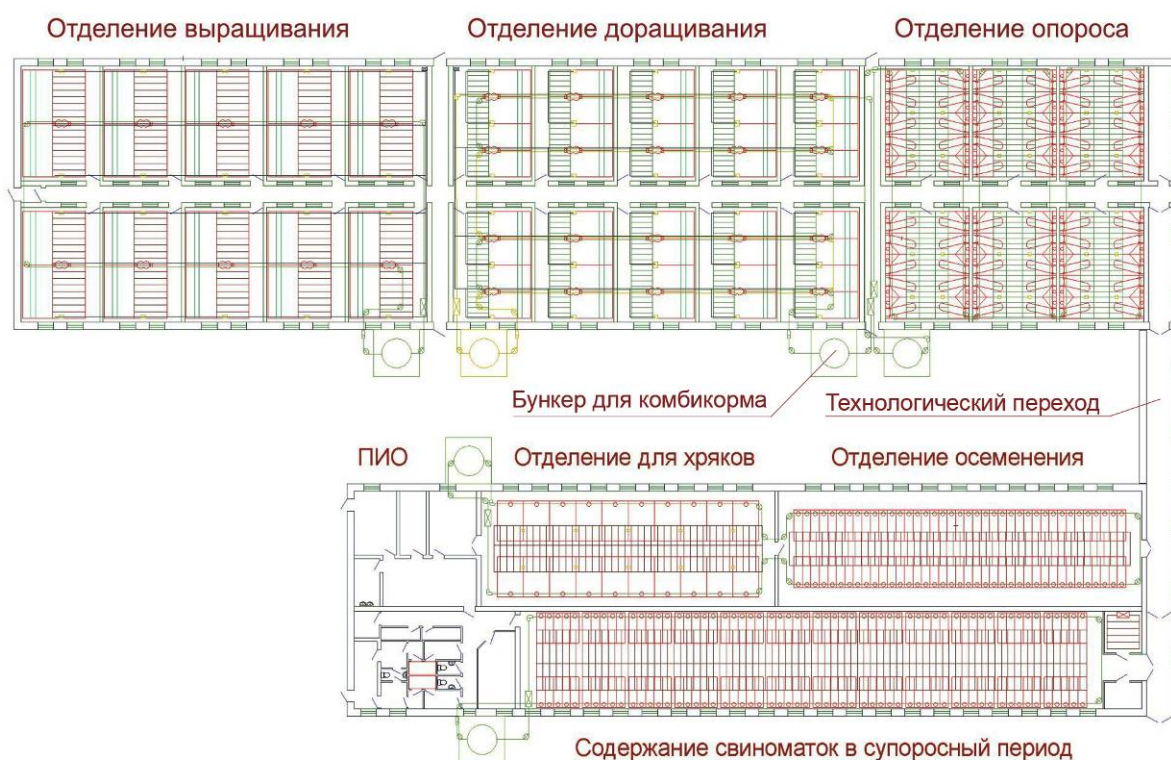 Отделение выращивания
Отделение доращивания
Отделение опороса
Бункер для комбикорма
Технологический переход
ПИО
Отделение для хряков
Отделение осеменения
Содержание свиноматок в супоросный период